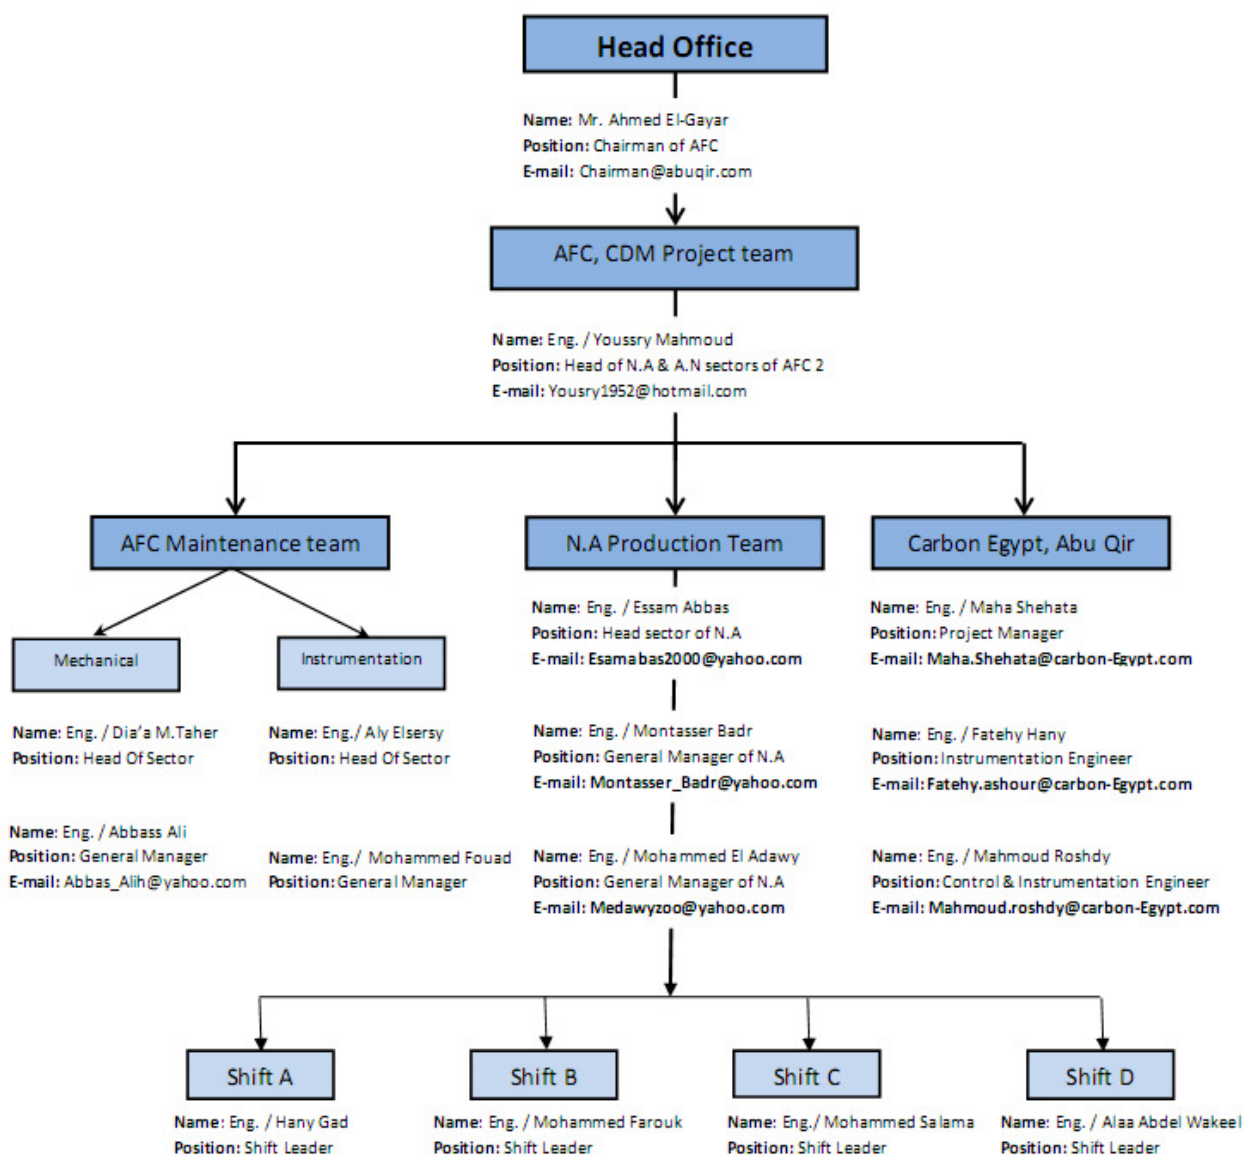 Head Office
Name: Mr. Ahmed El-Gayar
Position: Chairman of AFC
E-mail: Chairman@abuqir.com
AFC, CDM Project team
Name: Eng. / Youssry Mahmoud
Position: Head of N.A & A.N sectors of AFC 2
E-mail: Yousry1952@hotmail.com
AFC Maintenance team
Mechanical
Instrumentation
Name: Eng. / Dia'a M.Taher
Position: Head Of Sector
Name: Eng./ Aly Elsersy
Position: Head Of Sector
Name: Eng. / Abbass Ali
Position: General Manager
E-mail: Abbas_Alih@yahoo.com
Name: Eng./ Mohammed Fouad
Position: General Manager
N.A Production Team
Name: Eng. / Essam Abbas
Position: Head sector of N.A
E-mail: Esamabas2000@yahoo.com
Name: Eng. / Montasser Badr
Position: General Manager of N.A
E-mail: Montasser_Badr@yahoo.com
Name: Eng. / Mohammed El Adawy
Position: General Manager of N.A
E-mail: Medawyzoo@yahoo.com
Carbon Egypt, Abu Qir
Name: Eng. / Maha Shehata
Position: Project Manager
E-mail: Maha.Shehata@carbon-Egypt.com
Name: Eng. / Fatehy Hany
Position: Instrumentation Engineer
E-mail: Fatehy.ashour@carbon-Egypt.com
Name: Eng. / Mahmoud Roshdy
Position: Control & Instrumentation Engineer
E-mail: Mahmoud.roshdy@carbon-Egypt.com
Shift A
Name: Eng. / Hany Gad
Position: Shift Leader
Shift B
Name: Eng. / Mohammed Farouk
Position: Shift Leader
Shift C
Name: Eng./ Mohammed Salama
Position: Shift Leader
Shift D
Name: Eng. / Alaa Abdel Wakeel
Position: Shift Leader